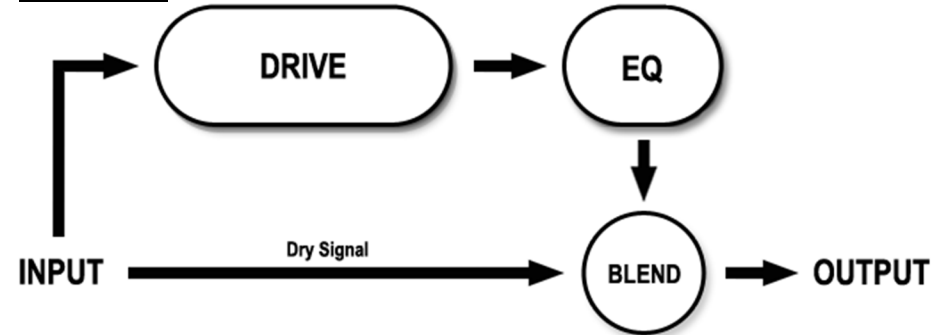 DRIVE
EQ
Dry Signal
INPUT
BLEND
OUTPUT